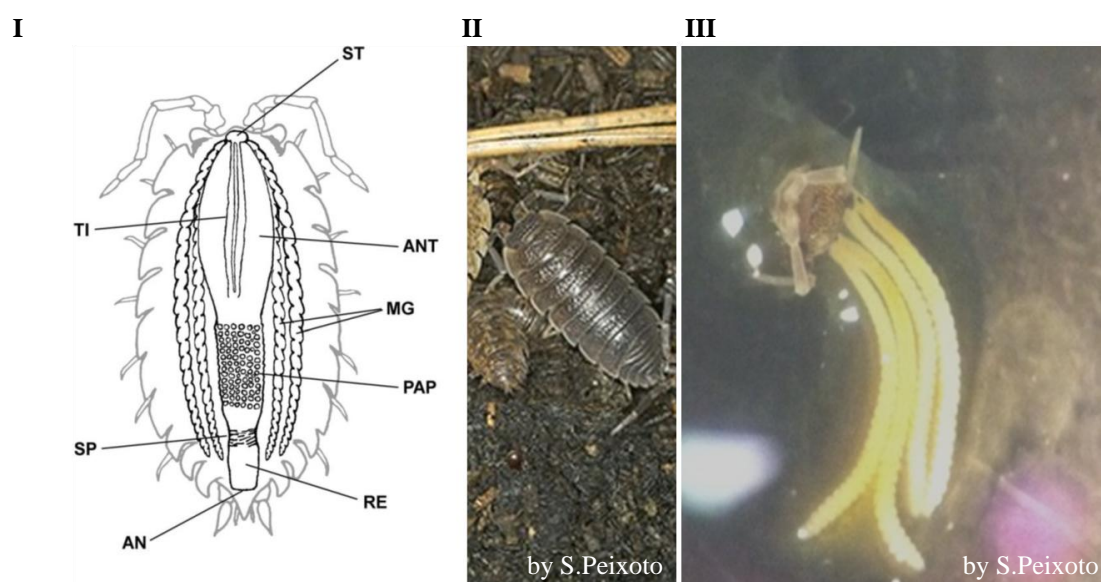 I
II
III
ST
TI
ANT
MG
PAP
SP
RE
AN
by S.Peixoto
by S.Peixoto